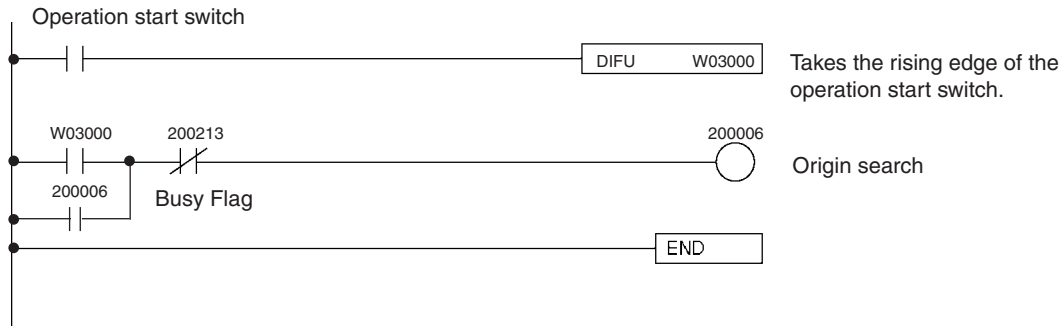 Operation start switch
DIFU W03000
Takes the rising edge of the
operation start switch.
W03000 200213 200006
Origin search
200006
Busy Flag
END